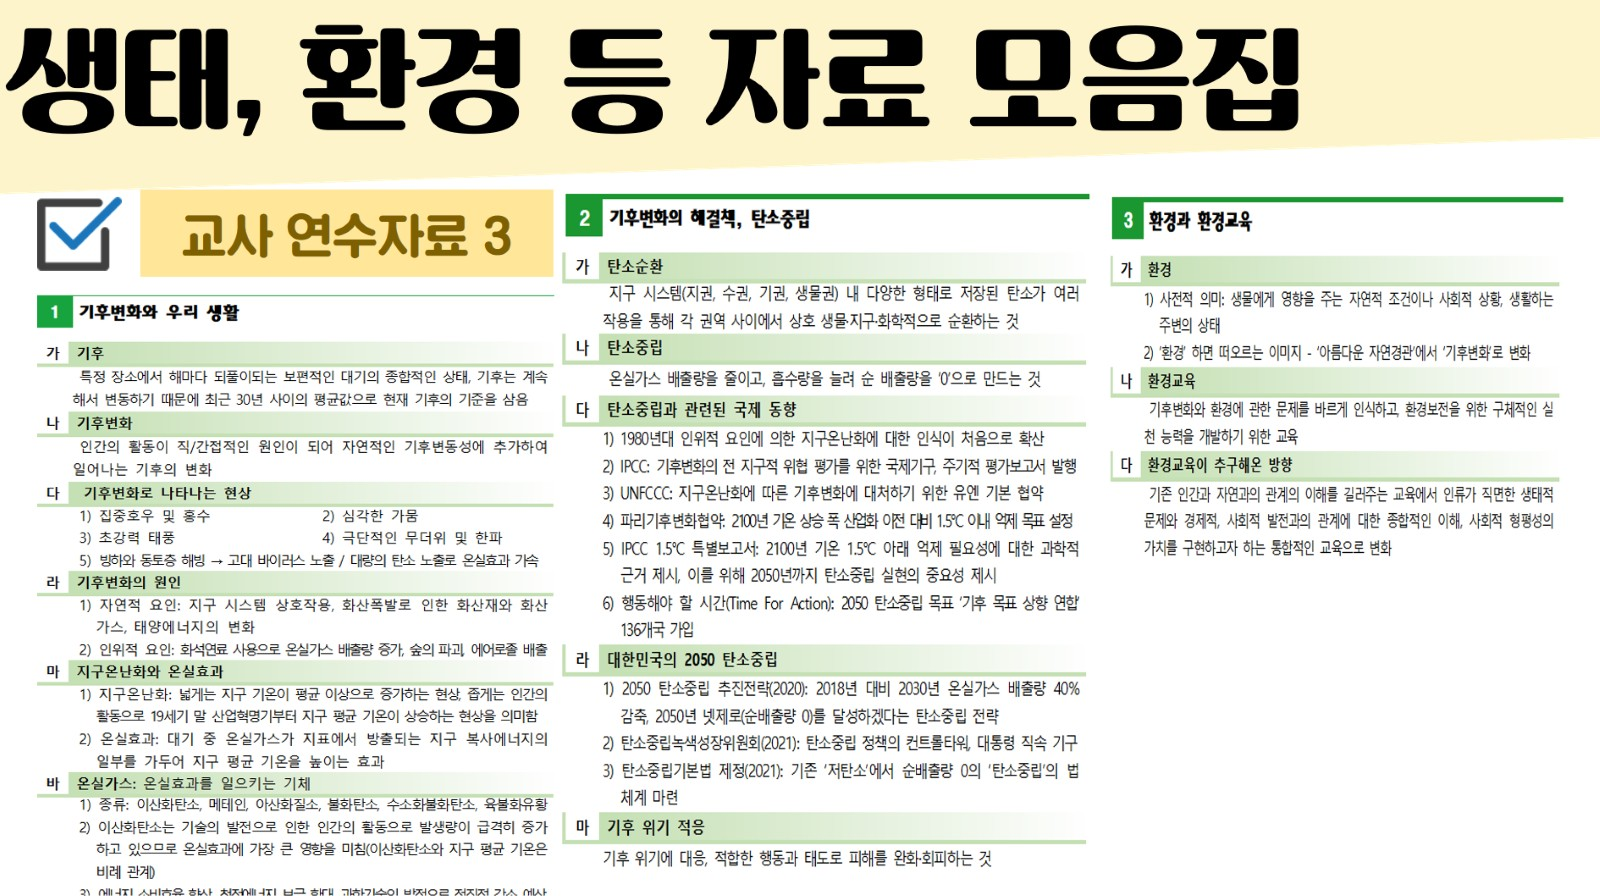 생태, 환경 등 자료 모음집
교사 연수자료 3
1 기후변화와 우리 생활
가 기후
특정 장소에서 해마다 되풀이되는 보편적인 대기의 종합적인 상태, 기후는 계속
해서 변동하기 때문에 최근 30년 사이의 평균값으로 현재 기후의 기준을 삼음
나 기후변화
인간의 활동이 직/간접적인 원인이 되어 자연적인 기후변동성에 추가하여
일어나는 기후의 변화
다 기후변화로 나타나는 현상
1) 집중호우 및 홍수 2) 심각한 가뭄
3) 초강력 태풍 4) 극단적인 무더위 및 한파
5) 빙하와 동토층 해빙 → 고대 바이러스 노출 / 대량의 탄소 노출로 온실효과 가속
라 기후변화의 원인
1) 자연적 요인: 지구 시스템 상호작용, 화산폭발로 인한 화산재와 화산
가스, 태양에너지의 변화
2) 인위적 요인: 화석연료 사용으로 온실가스 배출량 증가, 숲의 파괴, 에어로졸 배출
마 지구온난화와 온실효과
1) 지구온난화: 넓게는 지구 기온이 평균 이상으로 증가하는 현상, 좁게는 인간의
활동으로 19세기 말 산업혁명기부터 지구 평균 기온이 상승하는 현상을 의미함
2) 온실효과: 대기 중 온실가스가 지표에서 방출되는 지구 복사에너지의
일부를 가두어 지구 평균 기온을 높이는 효과
바 온실가스: 온실효과를 일으키는 기체
1) 종류: 이산화탄소, 메테인, 아산화질소, 불화탄소, 수소화불화탄소, 육불화유황
2) 이산화탄소는 기술의 발전으로 인한 인간의 활동으로 발생량이 급격히 증가
하고 있으므로 온실효과에 가장 큰 영향을 미침(이산화탄소와 지구 평균 기온은
비례 관계)
3) 에너지 소비효율 향상, 청정에너지 보급 확대, 과학기술의 발전으로 점진적 감소 예상
2 기후변화의 해결책, 탄소중립
가 탄소순환
지구 시스템(지권, 수권, 기권, 생물권) 내 다양한 형태로 저장된 탄소가 여러
작용을 통해 각 권역 사이에서 상호 생물·지구·화학적으로 순환하는 것
나 탄소중립
온실가스 배출량을 줄이고, 흡수량을 늘려 순 배출량을 '0'으로 만드는 것
다 탄소중립과 관련된 국제 동향
1) 1980년대 인위적 요인에 의한 지구온난화에 대한 인식이 처음으로 확산
2) IPCC: 기후변화의 전 지구적 위협 평가를 위한 국제기구, 주기적 평가보고서 발행
3) UNFCCC: 지구온난화에 따른 기후변화에 대처하기 위한 유엔 기본 협약
4) 파리기후변화협약: 2100년 기온 상승 폭 산업화 이전 대비 1.5℃ 이내 억제 목표 설정
5) IPCC 1.5℃ 특별보고서: 2100년 기온 1.5℃ 아래 억제 필요성에 대한 과학적
근거 제시, 이를 위해 2050년까지 탄소중립 실현의 중요성 제시
6) 행동해야 할 시간(Time For Action): 2050 탄소중립 목표 '기후 목표 상향 연합'
136개국 가입
라 대한민국의 2050 탄소중립
1) 2050 탄소중립 추진전략(2020): 2018년 대비 2030년 온실가스 배출량 40%
감축, 2050년 넷제로(순배출량 0)를 달성하겠다는 탄소중립 전략
2) 탄소중립녹색성장위원회(2021): 탄소중립 정책의 컨트롤타워, 대통령 직속 기구
3) 탄소중립기본법 제정(2021): 기존 '저탄소'에서 순배출량 0의 '탄소중립'의 법
체계 마련
마 기후 위기 적응
기후 위기에 대응, 적합한 행동과 태도로 피해를 완화·회피하는 것
3 환경과 환경교육
가 환경
1) 사전적 의미: 생물에게 영향을 주는 자연적 조건이나 사회적 상황, 생활하는
주변의 상태
2) '환경' 하면 떠오르는 이미지 - '아름다운 자연경관'에서 '기후변화'로 변화
나 환경교육
기후변화와 환경에 관한 문제를 바르게 인식하고, 환경보전을 위한 구체적인 실
천 능력을 개발하기 위한 교육
다 환경교육이 추구해온 방향
기존 인간과 자연과의 관계의 이해를 길러주는 교육에서 인류가 직면한 생태적
문제와 경제적, 사회적 발전과의 관계에 대한 종합적인 이해, 사회적 형평성의
가치를 구현하고자 하는 통합적인 교육으로 변화